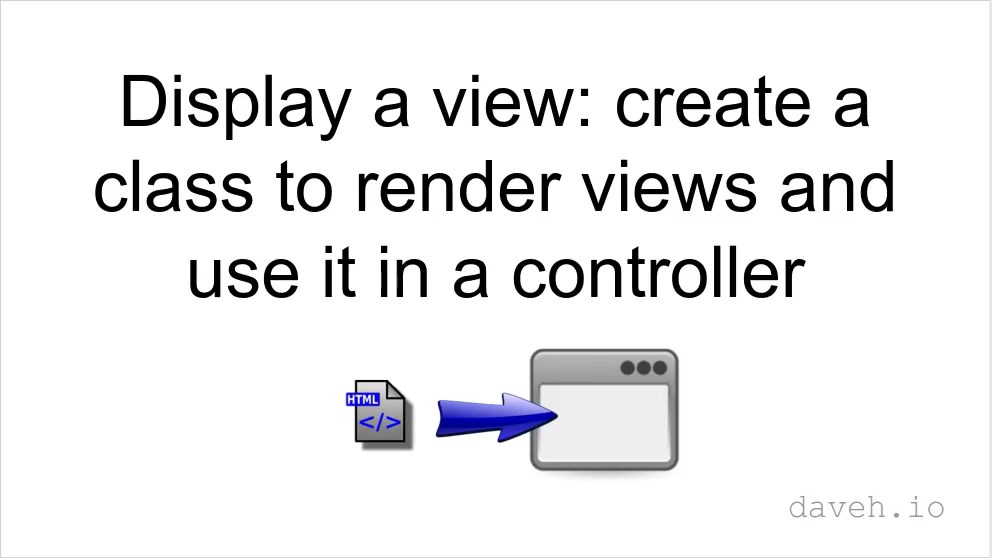 Display a view: create a
class to render views and
use it in a controller
HTML
</>
daveh.io